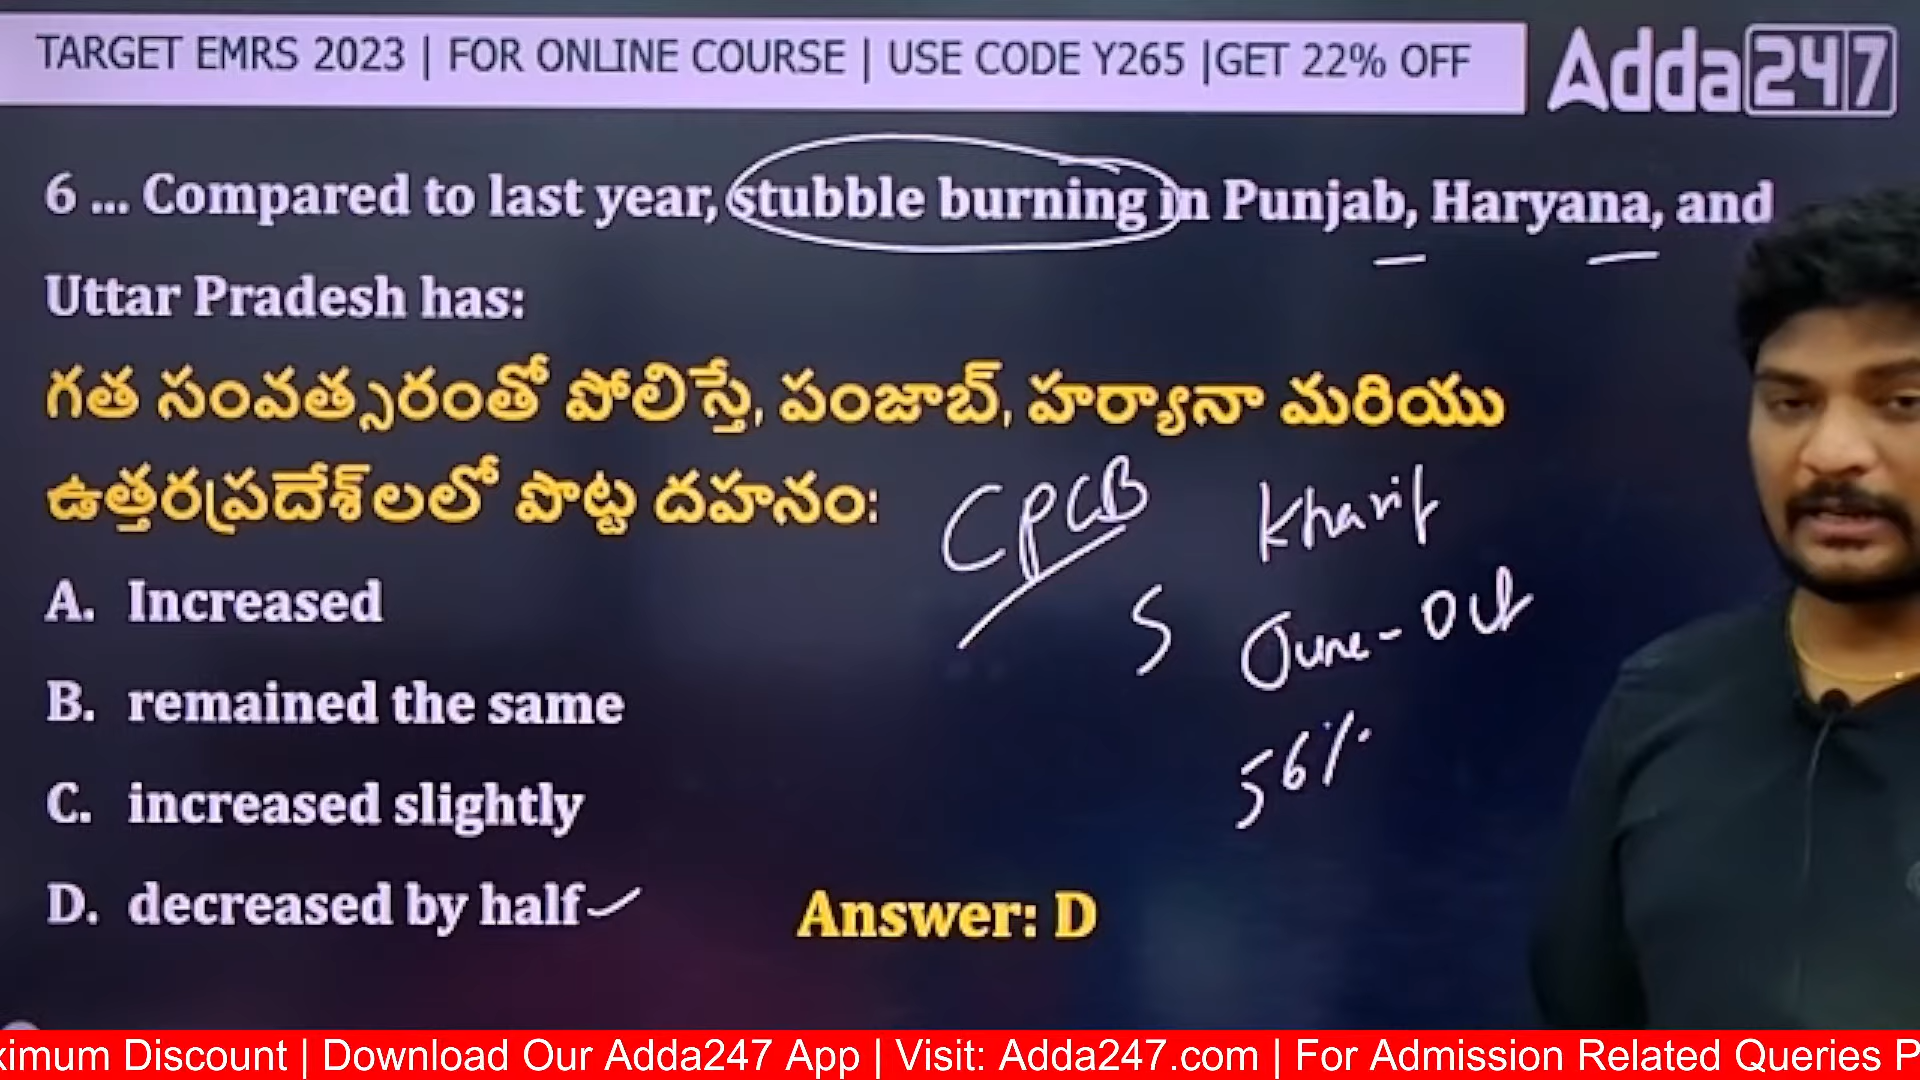 TARGET EMRS 2023 | FOR ONLINE COURSE | USE CODE Y265 |GET 22% OFF
Adda247
6 ... Compared to last year, stubble burning in Punjab, Haryana, and
Uttar Pradesh has:
గత సంవత్సరంతో పోలిస్తే, పంజాబ్, హర్యానా మరియు
ఉత్తరప్రదేశ్‌లలో పొట్ట దహనం:
CPCB
Kharif
A. Increased
S
June - Oct
B. remained the same
56%
C. increased slightly
D. decreased by half
Answer: D
ximum Discount | Download Our Adda247 App | Visit: Adda247.com | For Admission Related Queries P